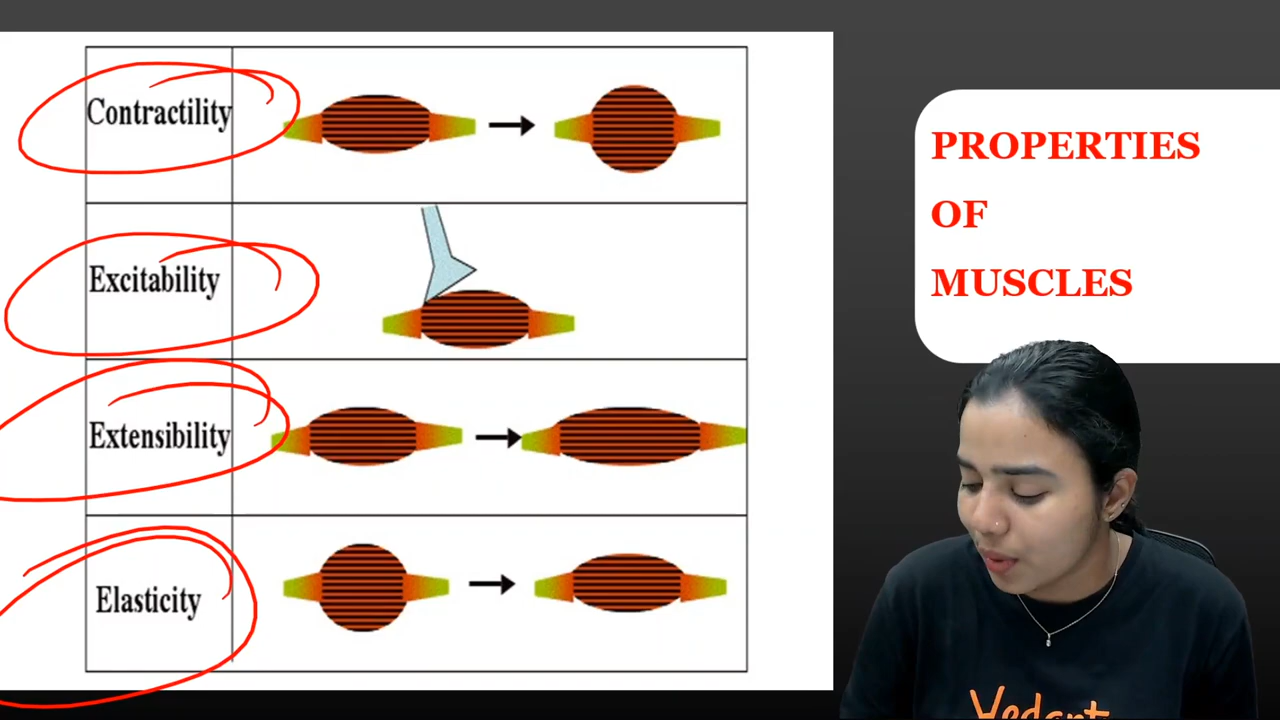 Contractility
Excitability
Extensibility
Elasticity
PROPERTIES
OF
MUSCLES